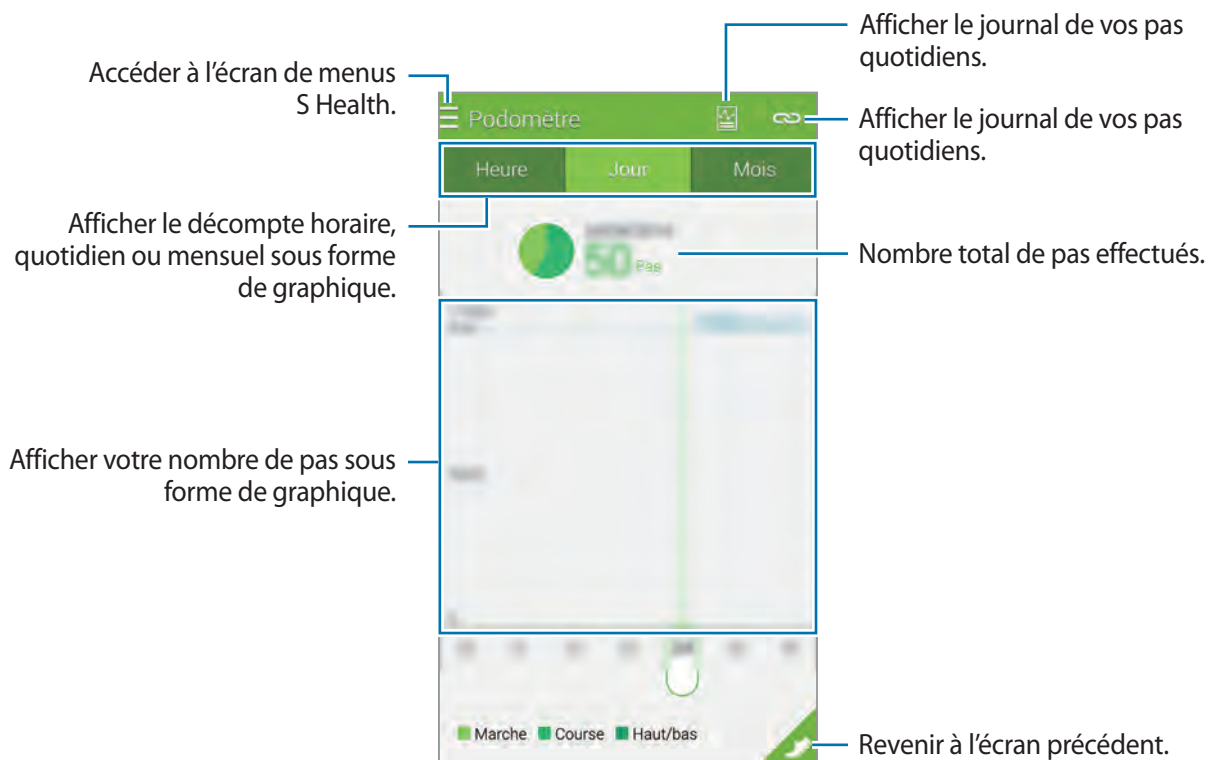 Afficher le journal de vos pas
quotidiens.
Accéder à l'écran de menus
S Health.
Podomètre
Afficher le journal de vos pas
quotidiens.
Heure Jour Mois
Afficher le décompte horaire,
quotidien ou mensuel sous forme
de graphique.
50 Pas
Nombre total de pas effectués.
Afficher votre nombre de pas sous
forme de graphique.
Marche Course Haut/bas
Revenir à l'écran précédent.